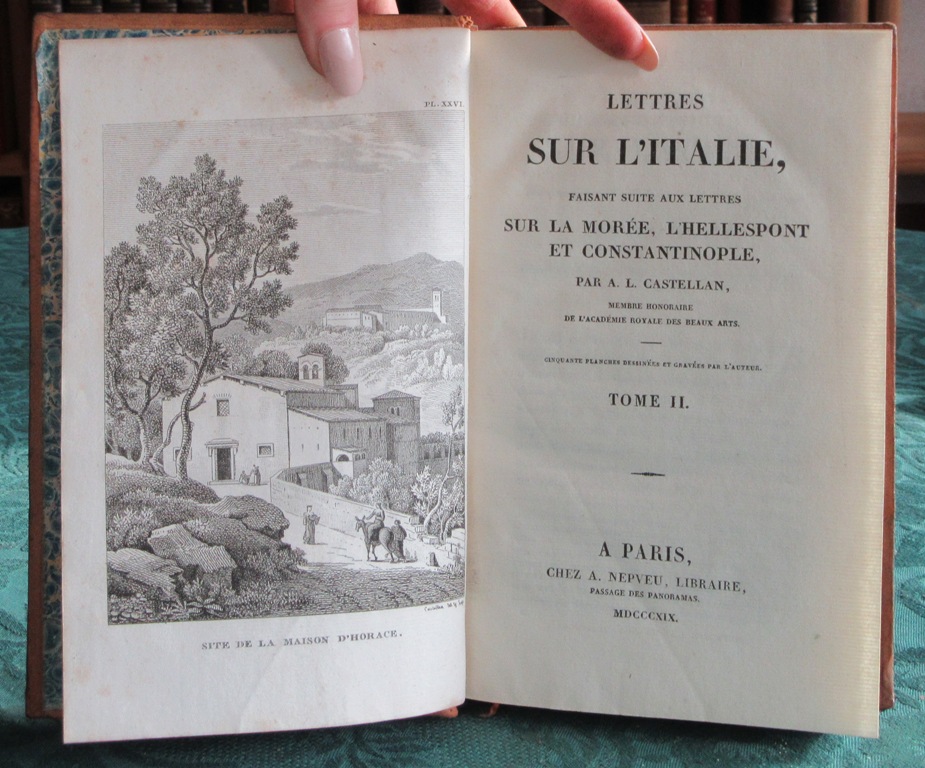 PL. XXVI.
SITE DE LA MAISON D'HORACE.
LETTRES
SUR L'ITALIE,
FAISANT SUITE AUX LETTRES
SUR LA MORÉE, L'HELLESPONT
ET CONSTANTINOPLE,
PAR A. L. CASTELLAN,
MEMBRE HONORAIRE
DE L'ACADÉMIE ROYALE DES BEAUX ARTS.
CINQUANTE PLANCHES DESSINÉES ET GRAVÉES PAR L'AUTEUR.
TOME II.
A PARIS,
CHEZ A. NEPVEU, LIBRAIRE,
PASSAGE DES PANORAMAS.
MDCCCXIX.